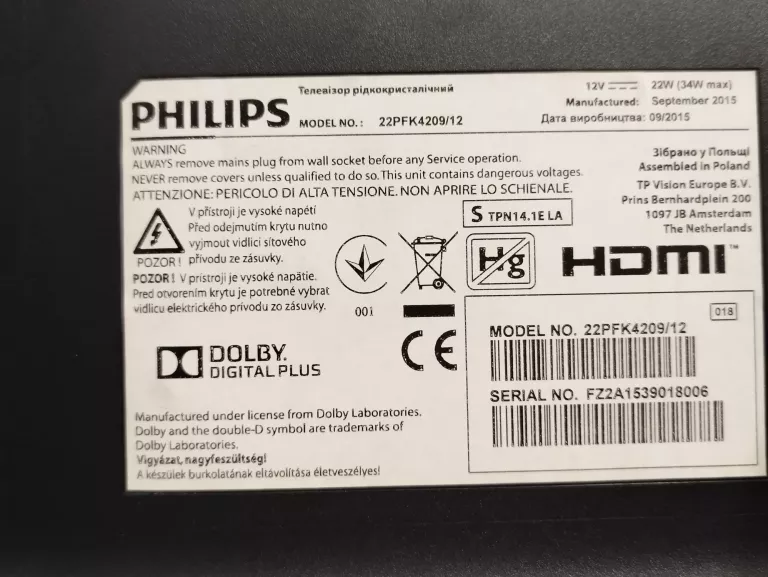 Телевізор рідкокристалічний
PHILIPS MODEL NO.: 22PFK4209/12
12V 22W (34W max)
Manufactured: September 2015
Дата виробництва: 09/2015
WARNING
ALWAYS remove mains plug from wall socket before any Service operation.
NEVER remove covers unless qualified to do so. This unit contains dangerous voltages.
ATTENZIONE: PERICOLO DI ALTA TENSIONE. NON APRIRE LO SCHIENALE.
Зібрано у Польщі
Assembled in Poland
TP Vision Europe B.V.
Prins Bernhardplein 200
1097 JB Amsterdam
The Netherlands
V přístroji je vysoké napětí
Před odejmutím krytu nutno
vyjmout vidlici síťového
POZOR! přívodu ze zásuvky.
POZOR! V prístroji je vysoké napätie.
Pred otvorením krytu je potrebné vybrat
vidlicu elektrického prívodu zo zásuvky.
S TPN14.1E LA
001
Hg
HDMI™
CE
DOLBY.
DIGITAL PLUS
018
MODEL NO. 22PFK4209/12
SERIAL NO. FZ2A1539018006
Manufactured under license from Dolby Laboratories.
Dolby and the double-D symbol are trademarks of
Dolby Laboratories.
Vigyázat, nagyfeszültség!
A készülék burkolatának eltávolítása életveszélyes!